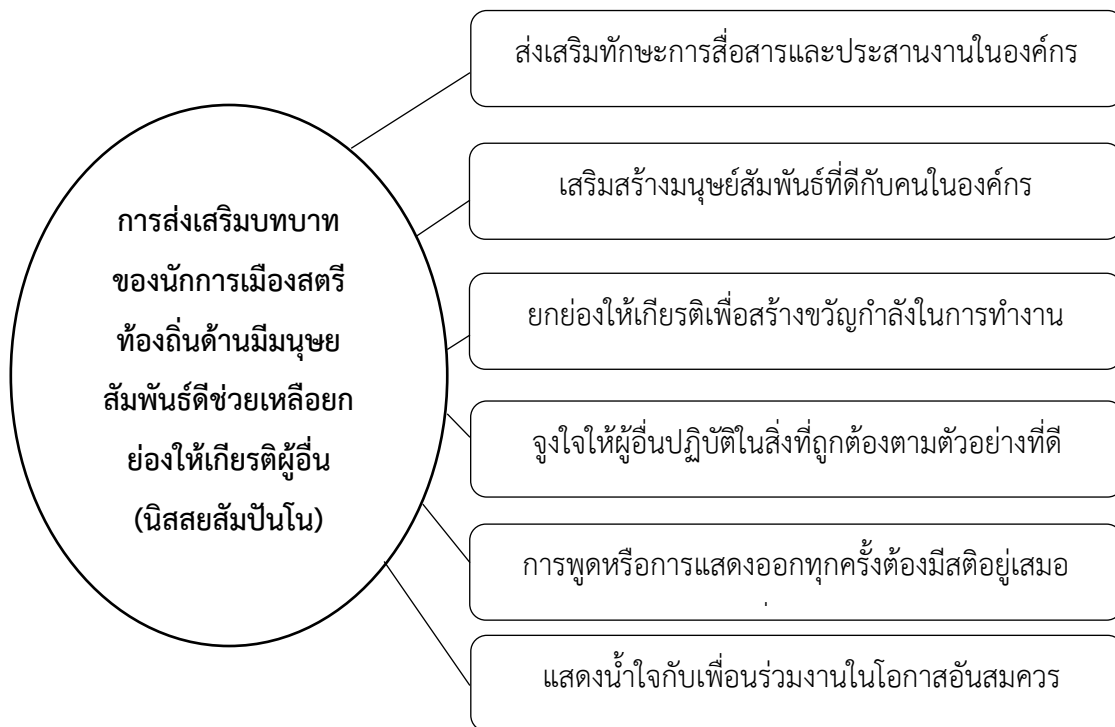 ส่งเสริมทักษะการสื่อสารและประสานงานในองค์กร
เสริมสร้างมนุษย์สัมพันธ์ที่ดีกับคนในองค์กร
การส่งเสริมบทบาท
ของนักการเมืองสตรี
ท้องถิ่นด้านมีมนุษย
สัมพันธ์ดีช่วยเหลือยก
ย่องให้เกียรติผู้อื่น
(นิสสยสัมปันโน)
ยกย่องให้เกียรติเพื่อสร้างขวัญกำลังในการทำงาน
จูงใจให้ผู้อื่นปฏิบัติในสิ่งที่ถูกต้องตามตัวอย่างที่ดี
การพูดหรือการแสดงออกทุกครั้งต้องมีสติอยู่เสมอ
แสดงน้ำใจกับเพื่อนร่วมงานในโอกาสอันสมควร